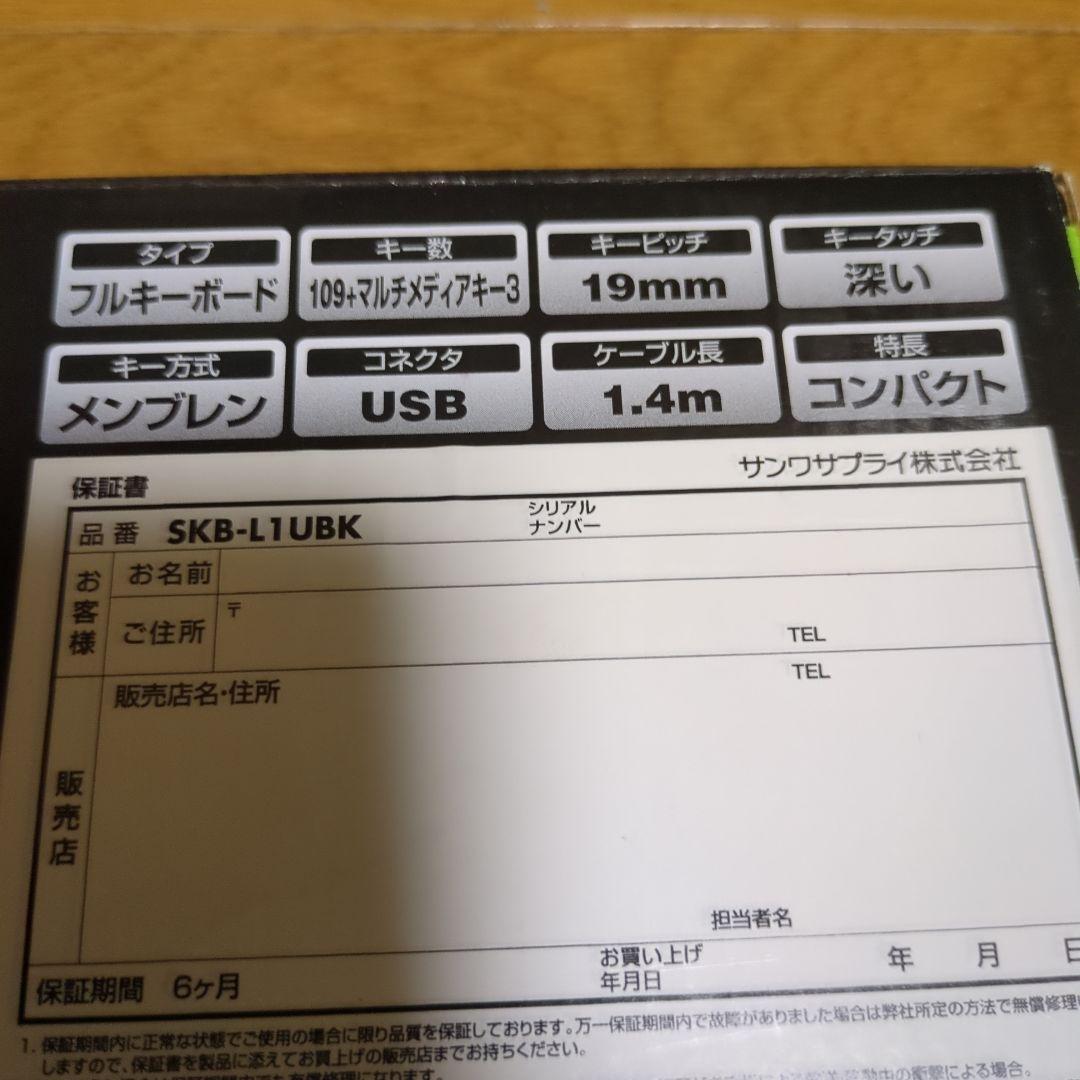 タイプ
フルキーボード
キー数
109+マルチメディアキー3
キーピッチ
19mm
キータッチ
深い
キー方式
メンブレン
コネクタ
USB
ケーブル長
1.4m
特長
コンパクト
保証書
サンワサプライ株式会社
品番 SKB-L1UBK
シリアル
ナンバー
お客様
お名前
ご住所
〒
TEL
販売店
販売店名・住所
TEL
担当者名
保証期間 6ヶ月
お買い上げ
年月日
年 月 日
1. 保証期間内に正常な状態でご使用の場合に限り品質を保証しております。万一保証期間内で故障がありました場合は弊社所定の方法で無償修理
しますので、保証書を製品に添えてお買上げの販売店までお持ちください。